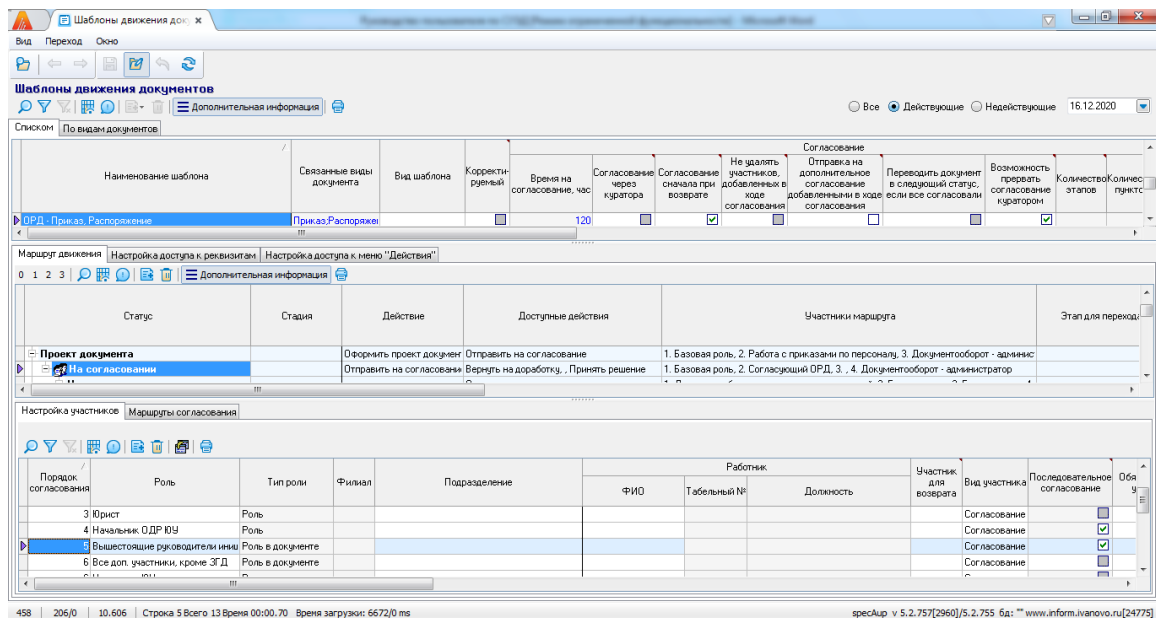 Шаблоны движения док
Вид Переход Окно
Шаблоны движения документов
Дополнительная информация
Все Действующие Недействующие 16.12.2020
Списком По видам документов
Наименование шаблона
Связанные виды документа
Вид шаблона
Корректи-руемый
Согласование
Время на согласование, час
Согласование через куратора
Согласование сначала при возврате
Не удалять участников, добавленных в ходе согласования
Отправка на дополнительное согласование добавленными в ходе согласования
Переводить документ в следующий статус, если все согласовали
Возможность прервать согласование куратором
Количество этапов
Количес пункто
ОРД - Приказ, Распоряжение Приказ;Распоряже 120
Маршрут движения Настройка доступа к реквизитам Настройка доступа к меню "Действия"
0 1 2 3 Дополнительная информация
Статус Стадия Действие Доступные действия Участники маршрута Этап для перехода
Проект документа Оформить проект документ Отправить на согласование 1. Базовая роль, 2. Работа с приказами по персоналу, 3. Документооборот - админис
На согласовании Отправить на согласовани Вернуть на доработку, , Принять решение 1. Базовая роль, 2. Согласующий ОРД, 3. , 4. Документооборот - администратор
Настройка участников Маршруты согласования
Порядок согласования
Роль
Тип роли
Филиал
Подразделение
Работник
ФИО
Табельный №
Должность
Участник для возврата
Вид участника
Последовательное согласование
Обя
у
3 Юрист Роль Согласование
4 Начальник ОДР ЮУ Роль Согласование
5 Вышестоящие руководители иниц Роль в документе Согласование
6 Все доп. участники, кроме ЗГД Роль в документе Согласование
458 206/0 10.606 Строка 5 Всего 13 Время 00:00.70 Время загрузки: 6672/0 ms specAup v 5.2.757[2960]/5.2.755 бд: "" www.inform.ivanovo.ru[24775]